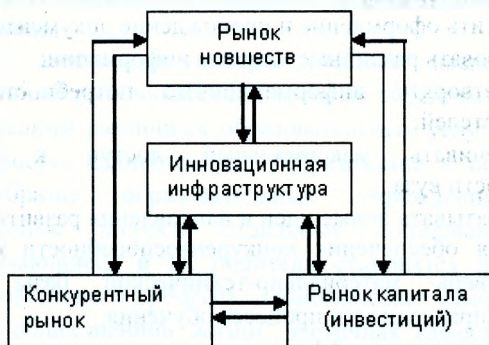 Рынок
новшеств
Инновационная
инфраструктура
Конкурентный
рынок
Рынок капитала
(инвестиций)